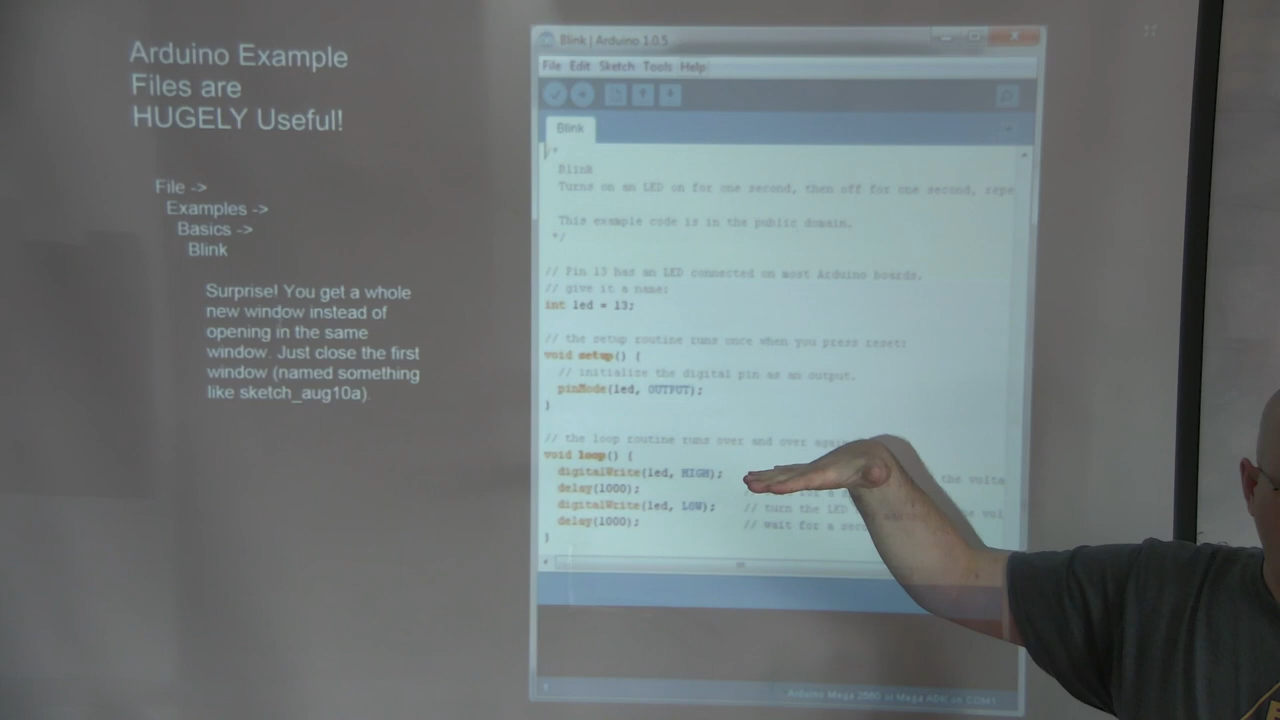 Arduino Example
Files are
HUGELY Useful!
File ->
Examples ->
Basics ->
Blink
Surprise! You get a whole
new window instead of
opening in the same
window. Just close the first
window (named something
like sketch_aug10a)
Blink | Arduino 1.0.5
File Edit Sketch Tools Help
Blink
/*
Blink
Turns on an LED on for one second, then off for one second, repe
This example code is in the public domain.
*/
// Pin 13 has an LED connected on most Arduino boards.
// give it a name:
int led = 13;
// the setup routine runs once when you press reset:
void setup() {
// initialize the digital pin as an output.
pinMode(led, OUTPUT);
}
// the loop routine runs over and over again
void loop() {
digitalWrite(led, HIGH); the volta
delay(1000); // for a
digitalWrite(led, LOW); // turn the LED vol
delay(1000); // wait for a seco
}
1
Arduino Mega 2560 or Mega ADK on COM1